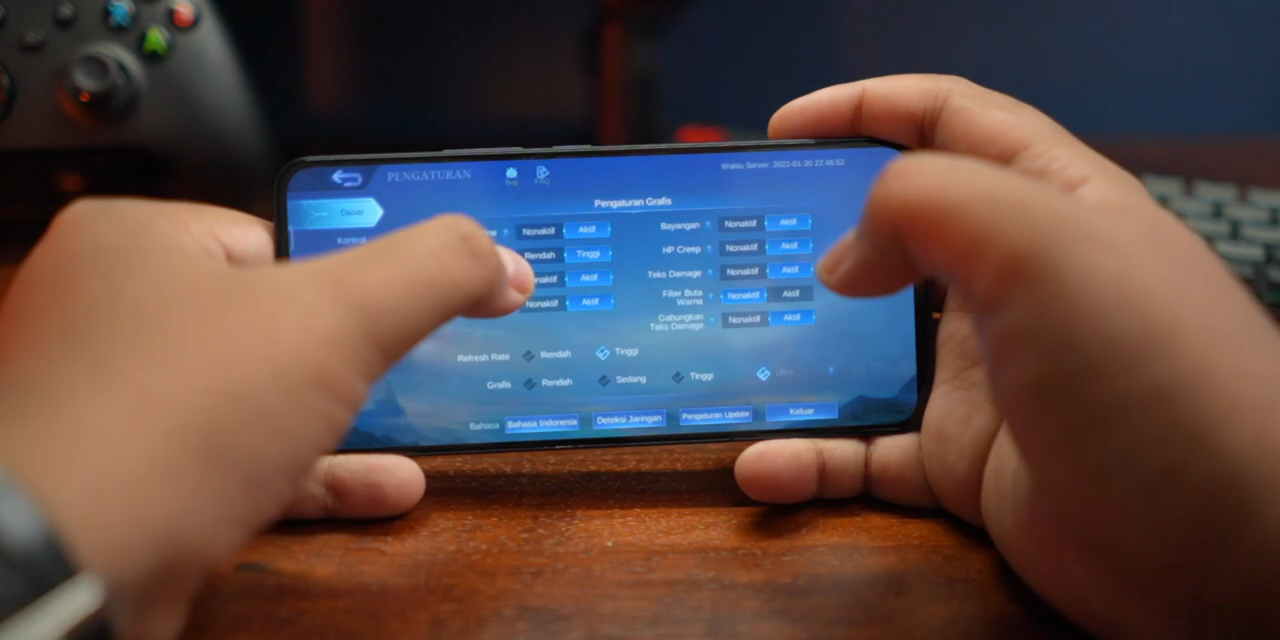 PENGATURAN
Bug
FAQ
Waktu Server: 2022-01-30 22:46:52
Pengaturan Grafis
Dasar
Kontrol
Nonaktif Aktif
Rendah Tinggi
Aktif
Nonaktif Aktif
Bayangan Nonaktif Aktif
HP Creep Nonaktif Aktif
Teks Damage Nonaktif Aktif
Filter Buta
Warna
Nonaktif Aktif
Gabungkan
Teks Damage
Nonaktif Aktif
Refresh Rate Rendah Tinggi
Grafis Rendah Sedang Tinggi Ultra
Bahasa Bahasa Indonesia Deteksi Jaringan Pengaturan Update Keluar